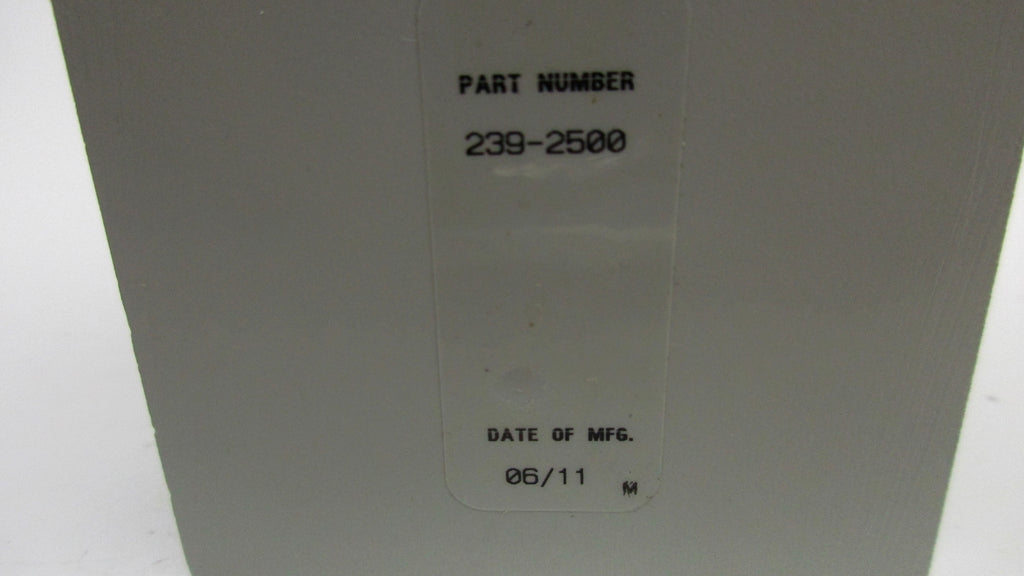 PART NUMBER
239-2500
DATE OF MFG.
06/11
M